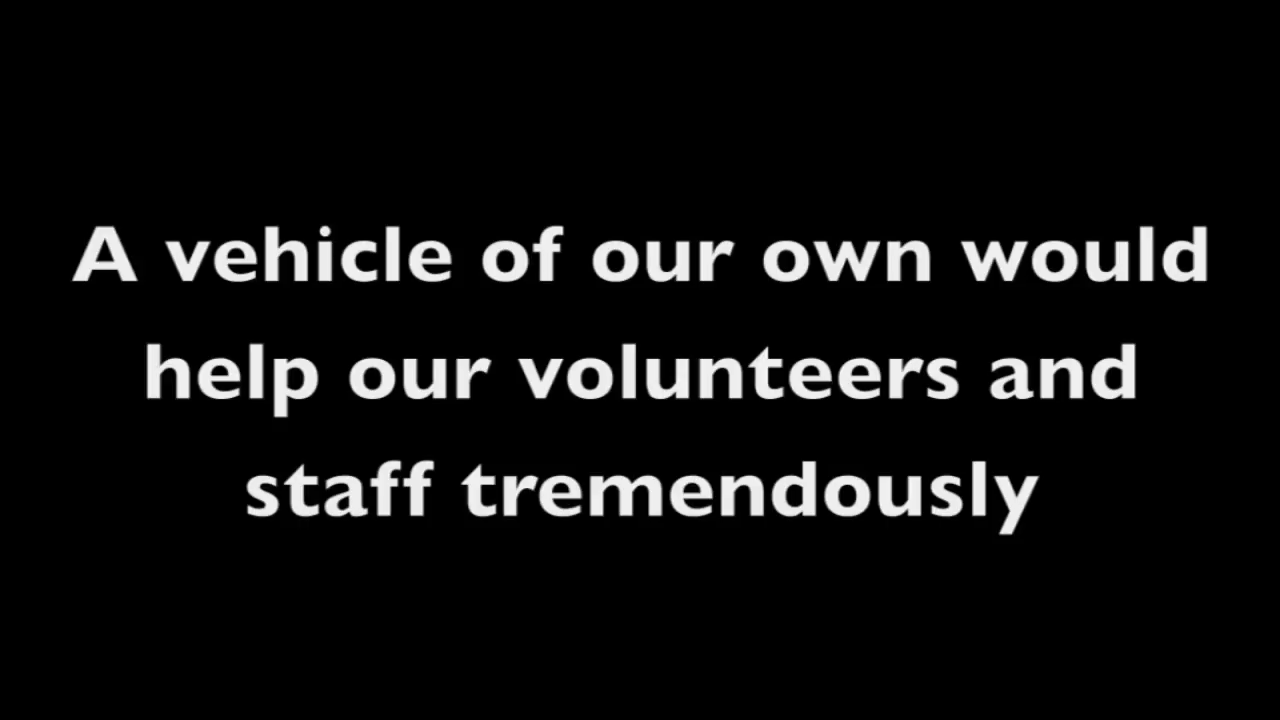 A vehicle of our own would
help our volunteers and
staff tremendously